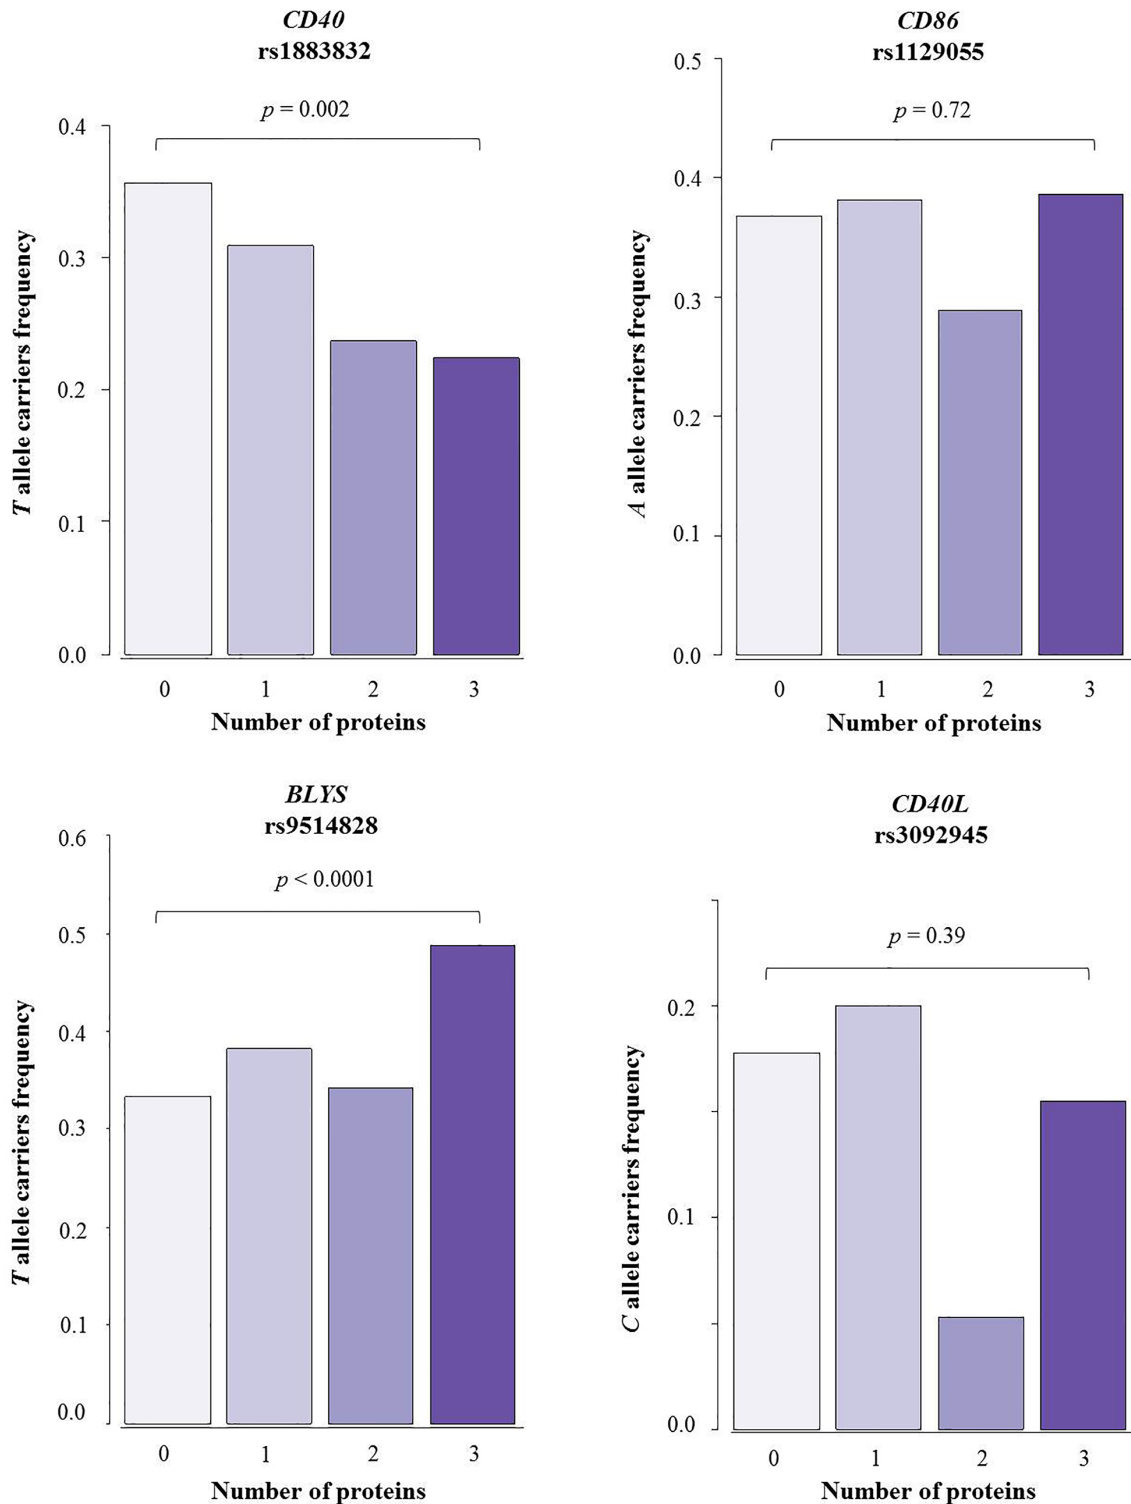 CD40
rs1883832
p = 0.002
0.4
0.3
0.2
0.1
0.0
T allele carriers frequency
0 1 2 3
Number of proteins
CD86
rs1129055
p = 0.72
0.5
0.4
0.3
0.2
0.1
0.0
A allele carriers frequency
0 1 2 3
Number of proteins
BLYS
rs9514828
p < 0.0001
0.6
0.5
0.4
0.3
0.2
0.1
0.0
T allele carriers frequency
0 1 2 3
Number of proteins
CD40L
rs3092945
p = 0.39
0.2
0.1
0.0
C allele carriers frequency
0 1 2 3
Number of proteins